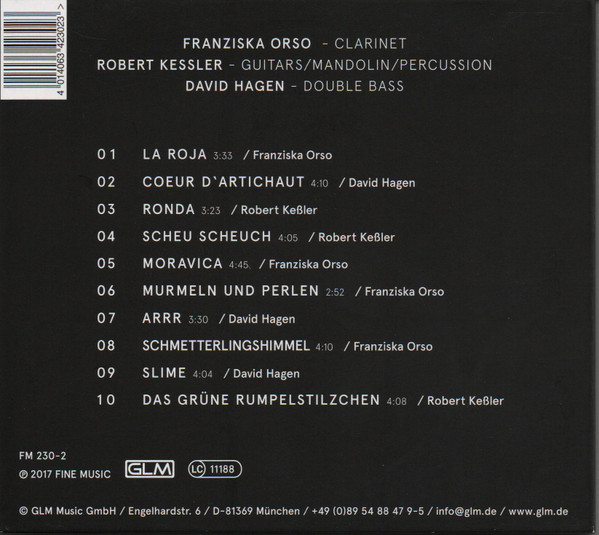 4 014063 423023 >
FRANZISKA ORSO – CLARINET
ROBERT KESSLER – GUITARS/MANDOLIN/PERCUSSION
DAVID HAGEN – DOUBLE BASS
01 LA ROJA 3:33 / Franziska Orso
02 COEUR D`ARTICHAUT 4:10 / David Hagen
03 RONDA 3:23 / Robert Keßler
04 SCHEU SCHEUCH 4:05 / Robert Keßler
05 MORAVICA 4:45. / Franziska Orso
06 MURMELN UND PERLEN 2:52 / Franziska Orso
07 ARRR 3:30 / David Hagen
08 SCHMETTERLINGSHIMMEL 4:10 / Franziska Orso
09 SLIME 4:04 / David Hagen
10 DAS GRÜNE RUMPELSTILZCHEN 4:08 / Robert Keßler
FM 230-2
℗ 2017 FINE MUSIC GLM LC 11188
© GLM Music GmbH / Engelhardstr. 6 / D-81369 München / +49 (0)89 54 88 47 9-5 / info@glm.de / www.glm.de